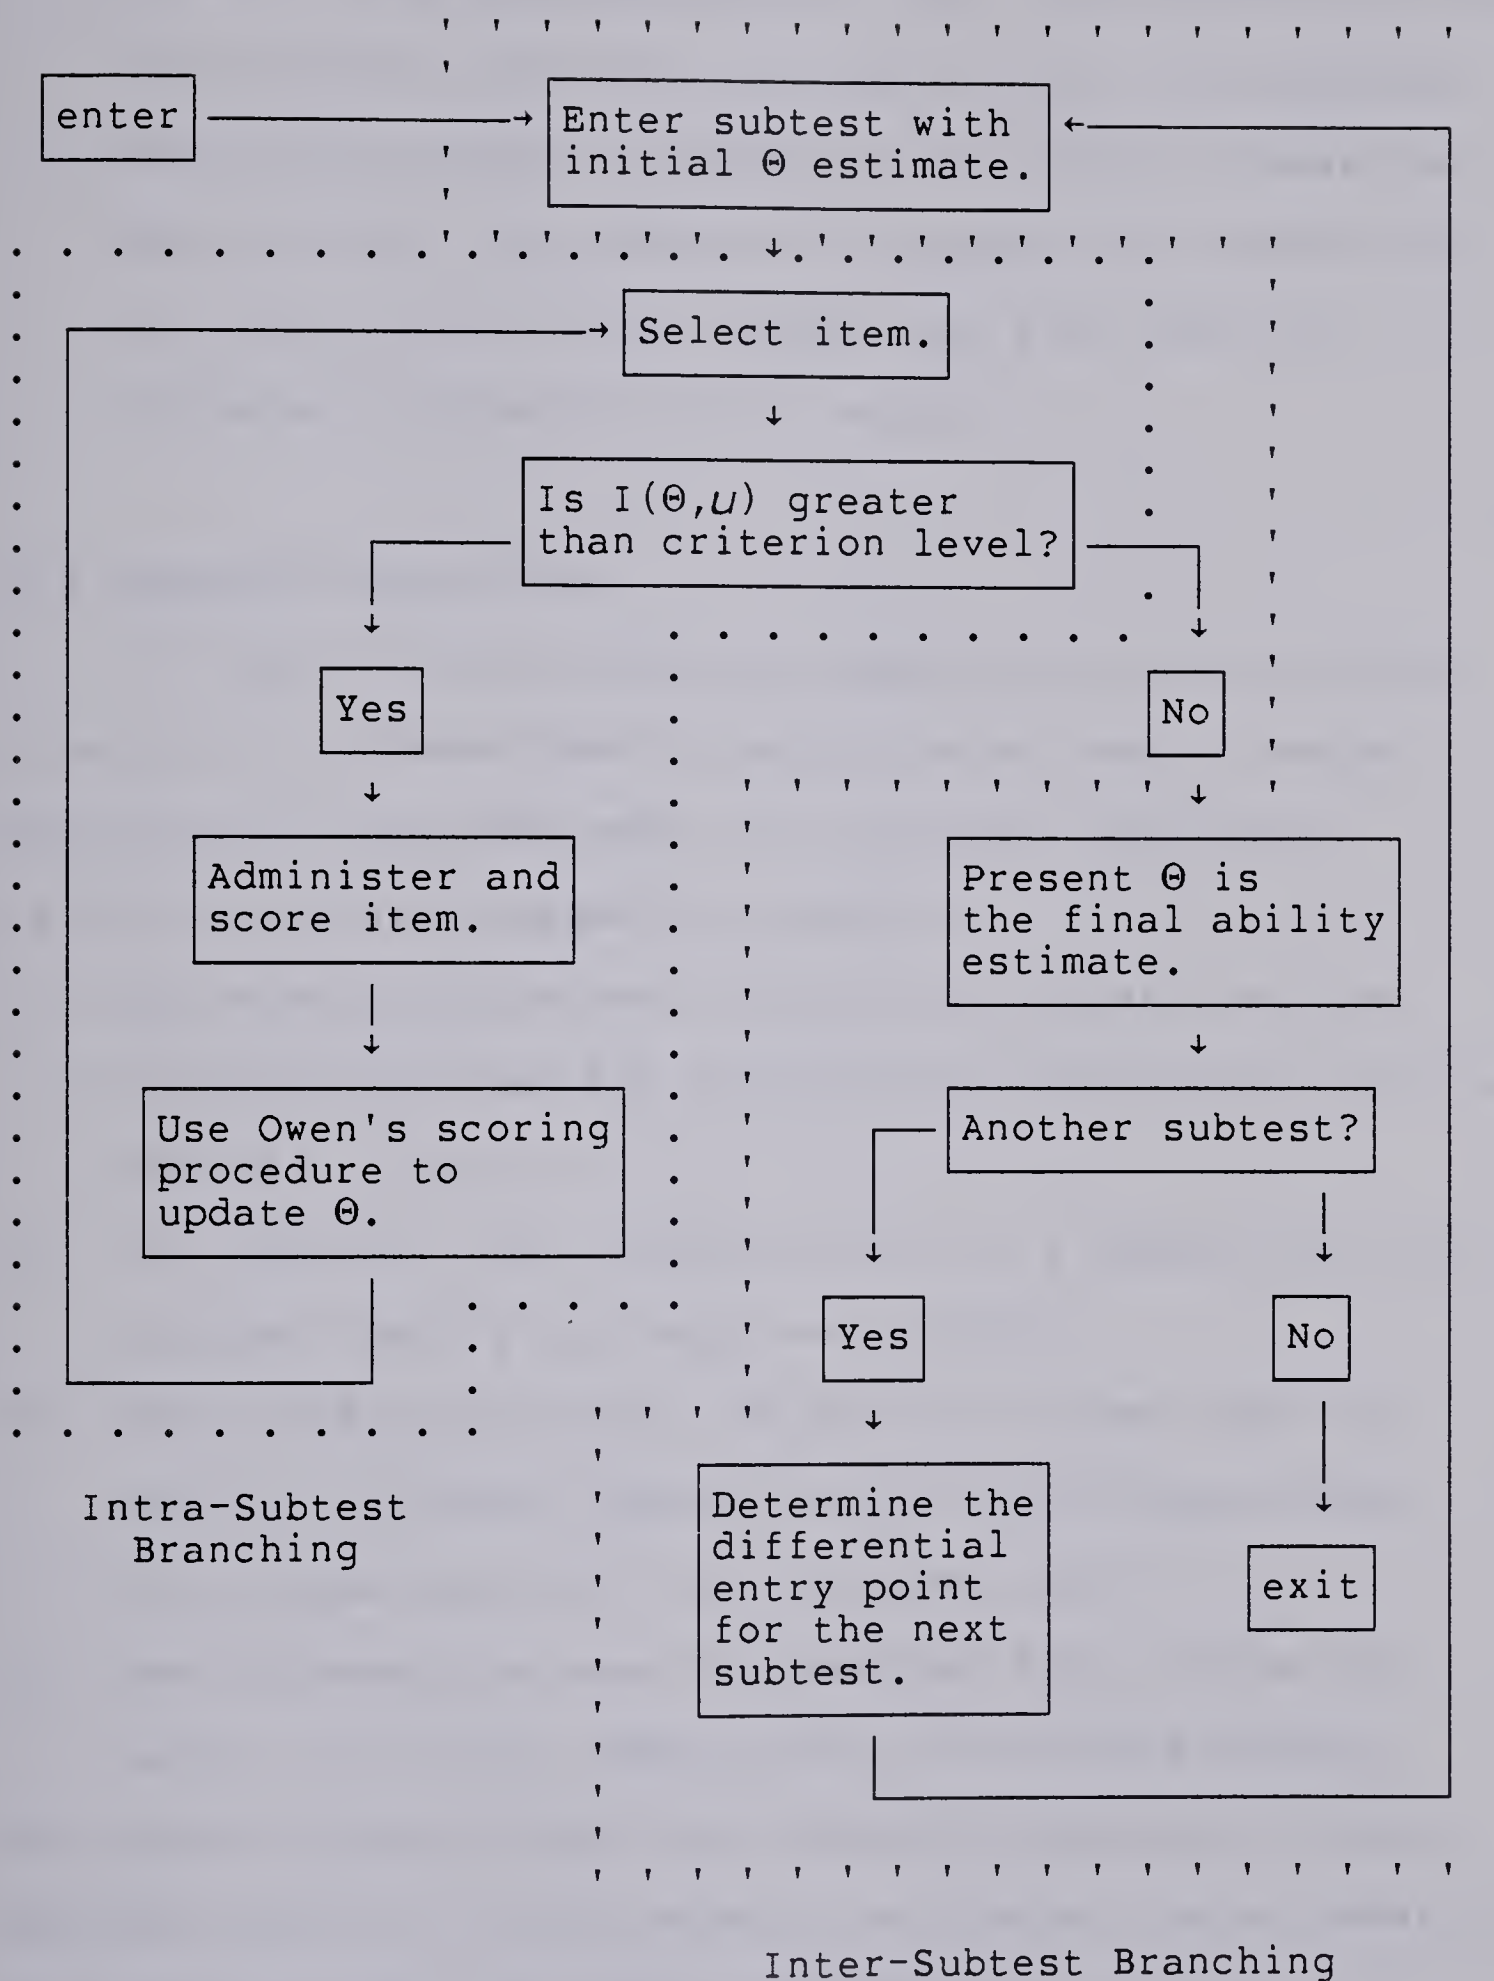 enter
Enter subtest with
initial Θ estimate.
Select item.
Is I(Θ,u) greater
than criterion level?
Yes
No
Administer and
score item.
Present Θ is
the final ability
estimate.
Use Owen's scoring
procedure to
update Θ.
Another subtest?
Yes
No
Intra-Subtest
Branching
Determine the
differential
entry point
for the next
subtest.
exit
Inter-Subtest Branching